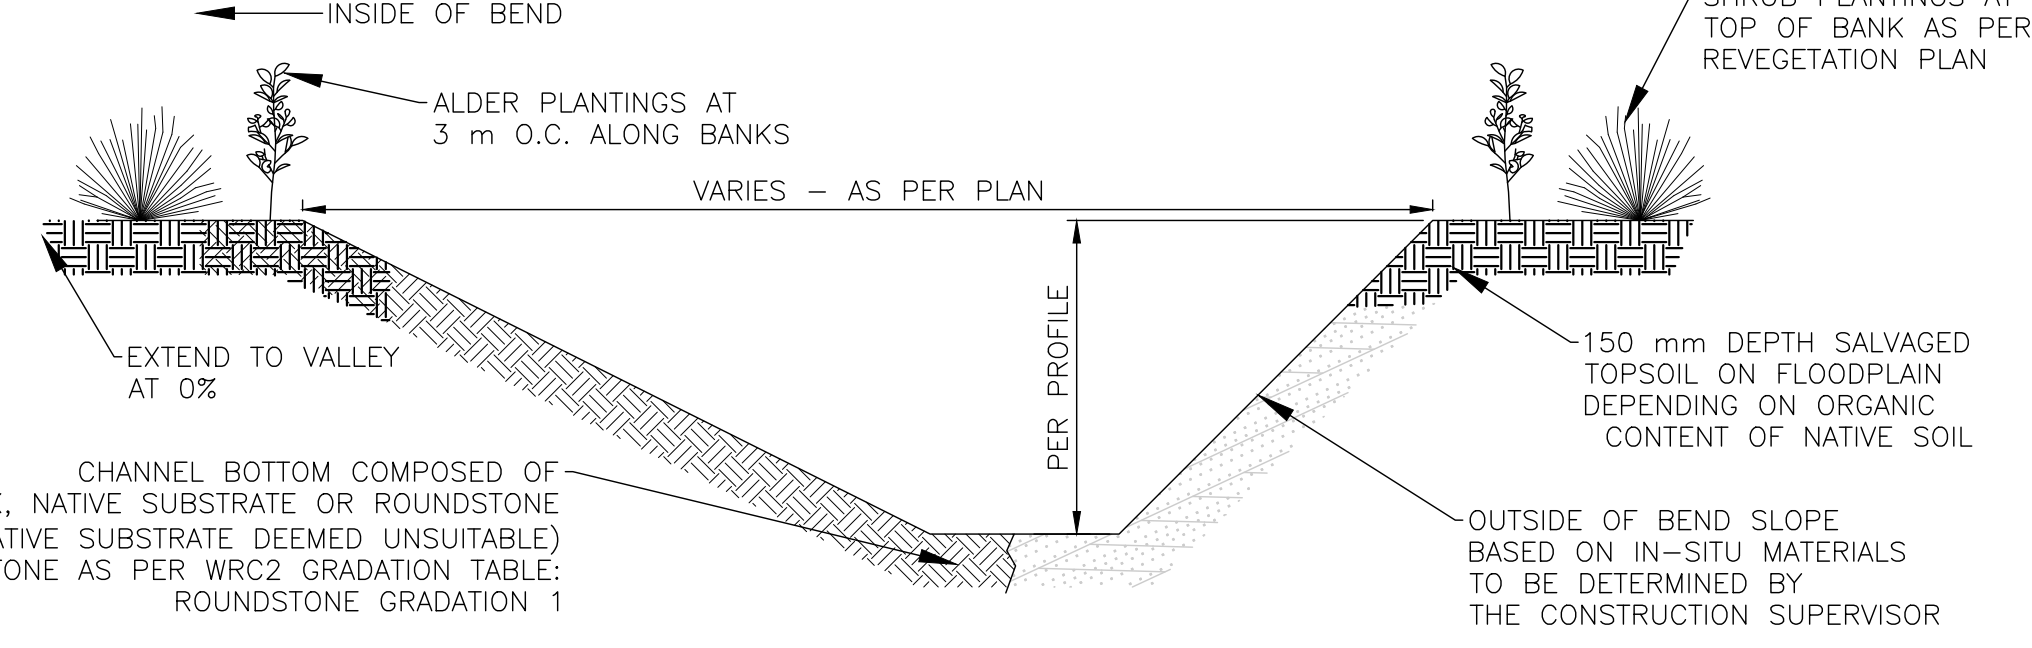 INSIDE OF BEND
TOP OF BANK AS PER
REVEGETATION PLAN
ALDER PLANTINGS AT
3 m O.C. ALONG BANKS
VARIES - AS PER PLAN
PER PROFILE
EXTEND TO VALLEY
AT 0%
150 mm DEPTH SALVAGED
TOPSOIL ON FLOODPLAIN
DEPENDING ON ORGANIC
CONTENT OF NATIVE SOIL
CHANNEL BOTTOM COMPOSED OF
NATIVE SUBSTRATE OR ROUNDSTONE
SUBSTRATE DEEMED UNSUITABLE)
AS PER WRC2 GRADATION TABLE:
ROUNDSTONE GRADATION 1
OUTSIDE OF BEND SLOPE
BASED ON IN-SITU MATERIALS
TO BE DETERMINED BY
THE CONSTRUCTION SUPERVISOR